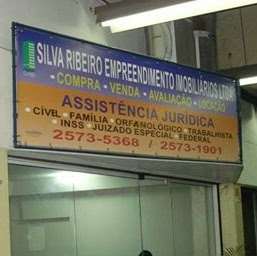 SILVA RIBEIRO EMPREENDIMENTO IMOBILIÁRIOS LTDA
• COMPRA • VENDA • AVALIAÇÃO • LOCAÇÃO
ASSISTÊNCIA JURÍDICA
• CÍVEL • FAMÍLIA • ORFANOLÓGICO • TRABALHISTA
• INSS • JUIZADO ESPECIAL • FEDERAL
2573-5368 / 2573-1901